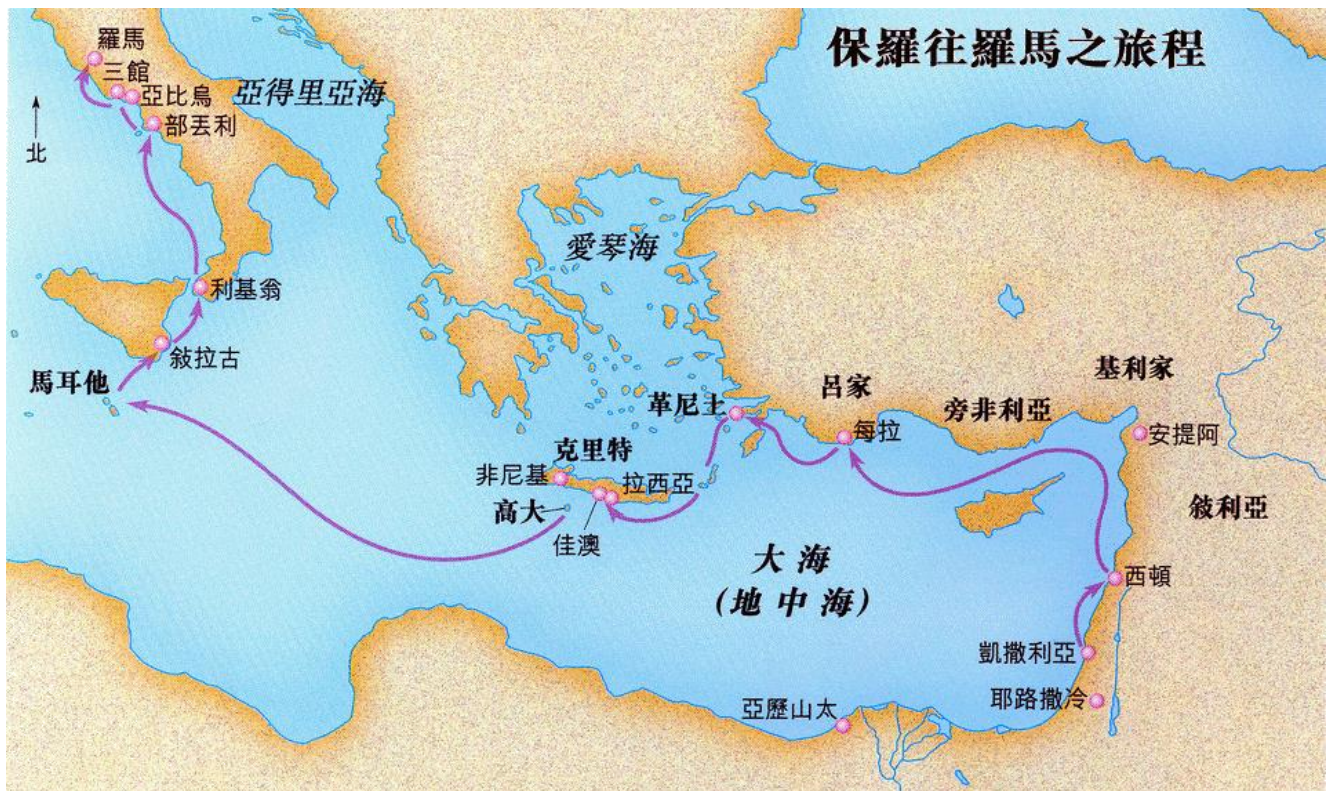 保羅往羅馬之旅程
羅馬
三館
亞比烏
部丟利
亞得里亞海
北
愛琴海
利基翁
敍拉古
馬耳他
革尼土
呂家
每拉
旁非利亞
基利家
安提阿
敍利亞
克里特
非尼基
拉西亞
高大
佳澳
大海
(地中海)
西頓
凱撒利亞
耶路撒冷
亞歷山太